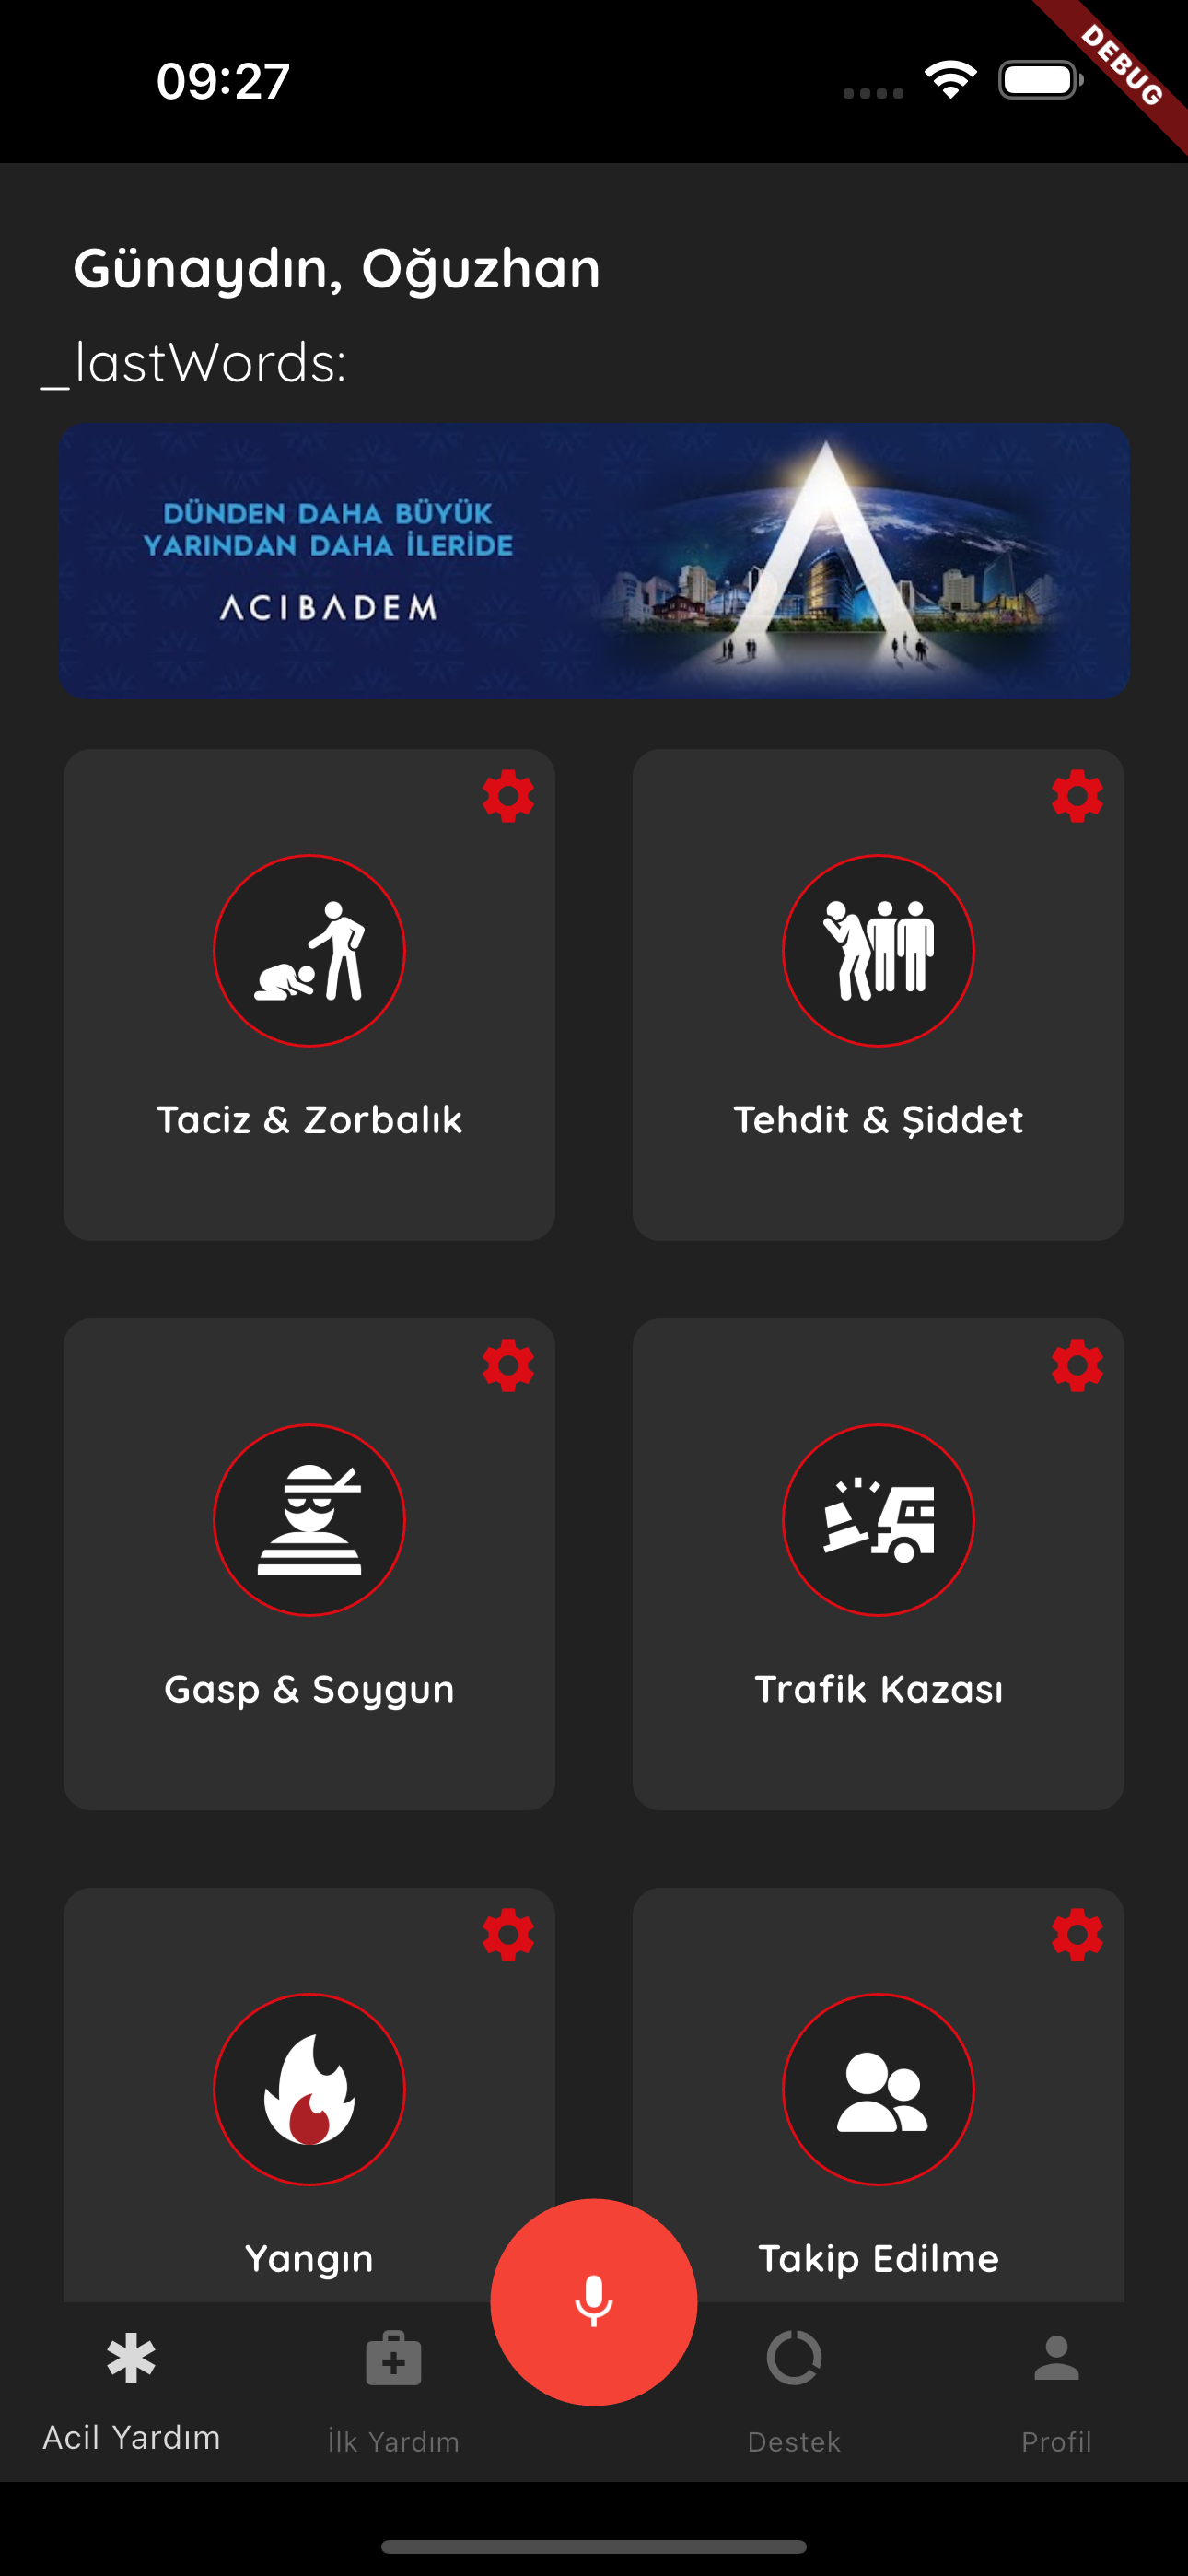 09:27
DEBUG
Günaydın, Oğuzhan
_lastWords:
DÜNDEN DAHA BÜYÜK
YARINDAN DAHA İLERİDE
ACIBADEM
Taciz & Zorbalık
Tehdit & Şiddet
Gasp & Soygun
Trafik Kazası
Yangın
Takip Edilme
Acil Yardım
İlk Yardım
Destek
Profil